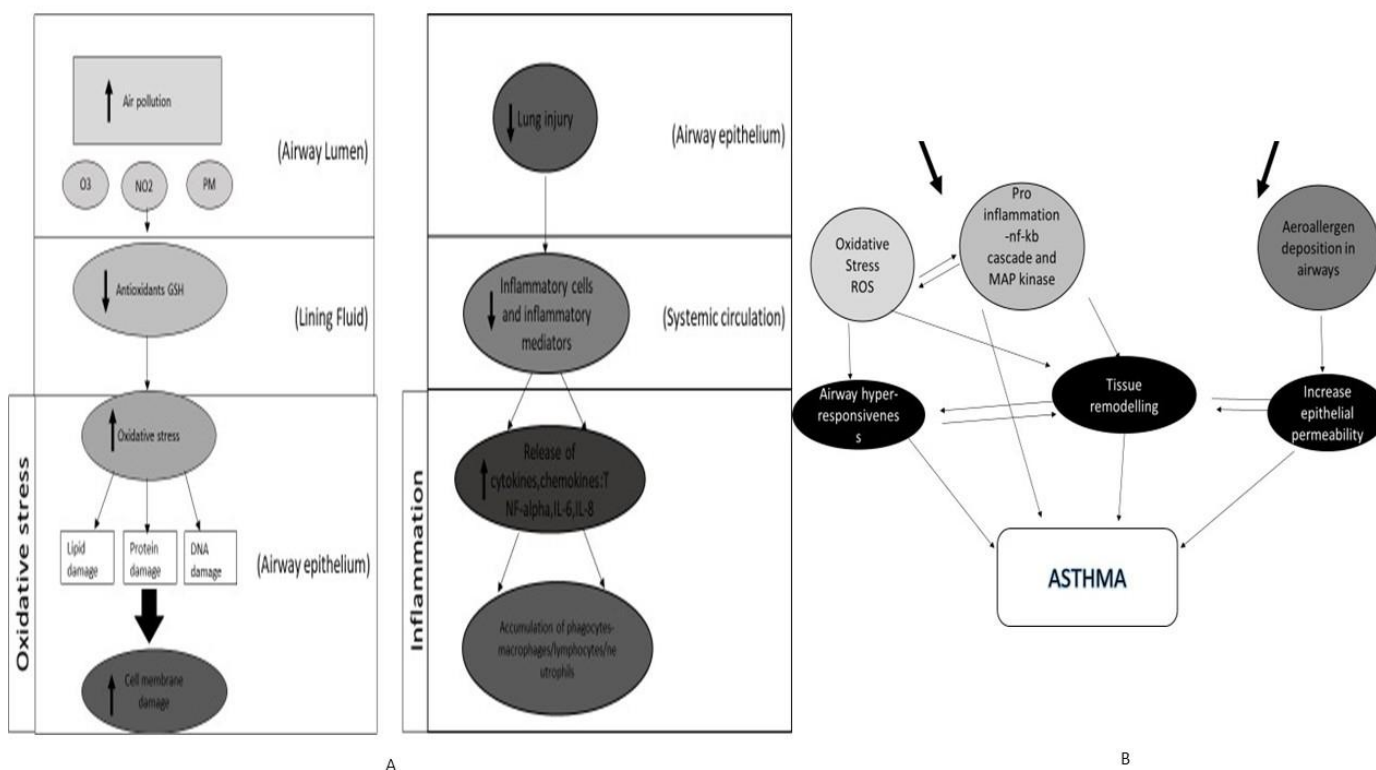 Air pollution
O3
NO2
PM
(Airway Lumen)
Antioxidants GSH
(Lining Fluid)
Oxidative stress
Oxidative stress
Lipid
damage
Protein
damage
DNA
damage
(Airway epithelium)
Cell membrane
damage
Lung injury
(Airway epithelium)
Inflammatory cells
and inflammatory
mediators
(Systemic circulation)
Inflammation
Release of
cytokines,chemokines:T
NF-alpha,IL-6,IL-8
Accumulation of phagocytes-
macrophages/lymphocytes/ne
utrophils
A
Oxidative
Stress
ROS
Pro
inflammation
-nf-kb
cascade and
MAP kinase
Aeroallergen
deposition in
airways
Airway hyper-
responsivenes
s
Tissue
remodelling
Increase
epithelial
permeability
ASTHMA
B